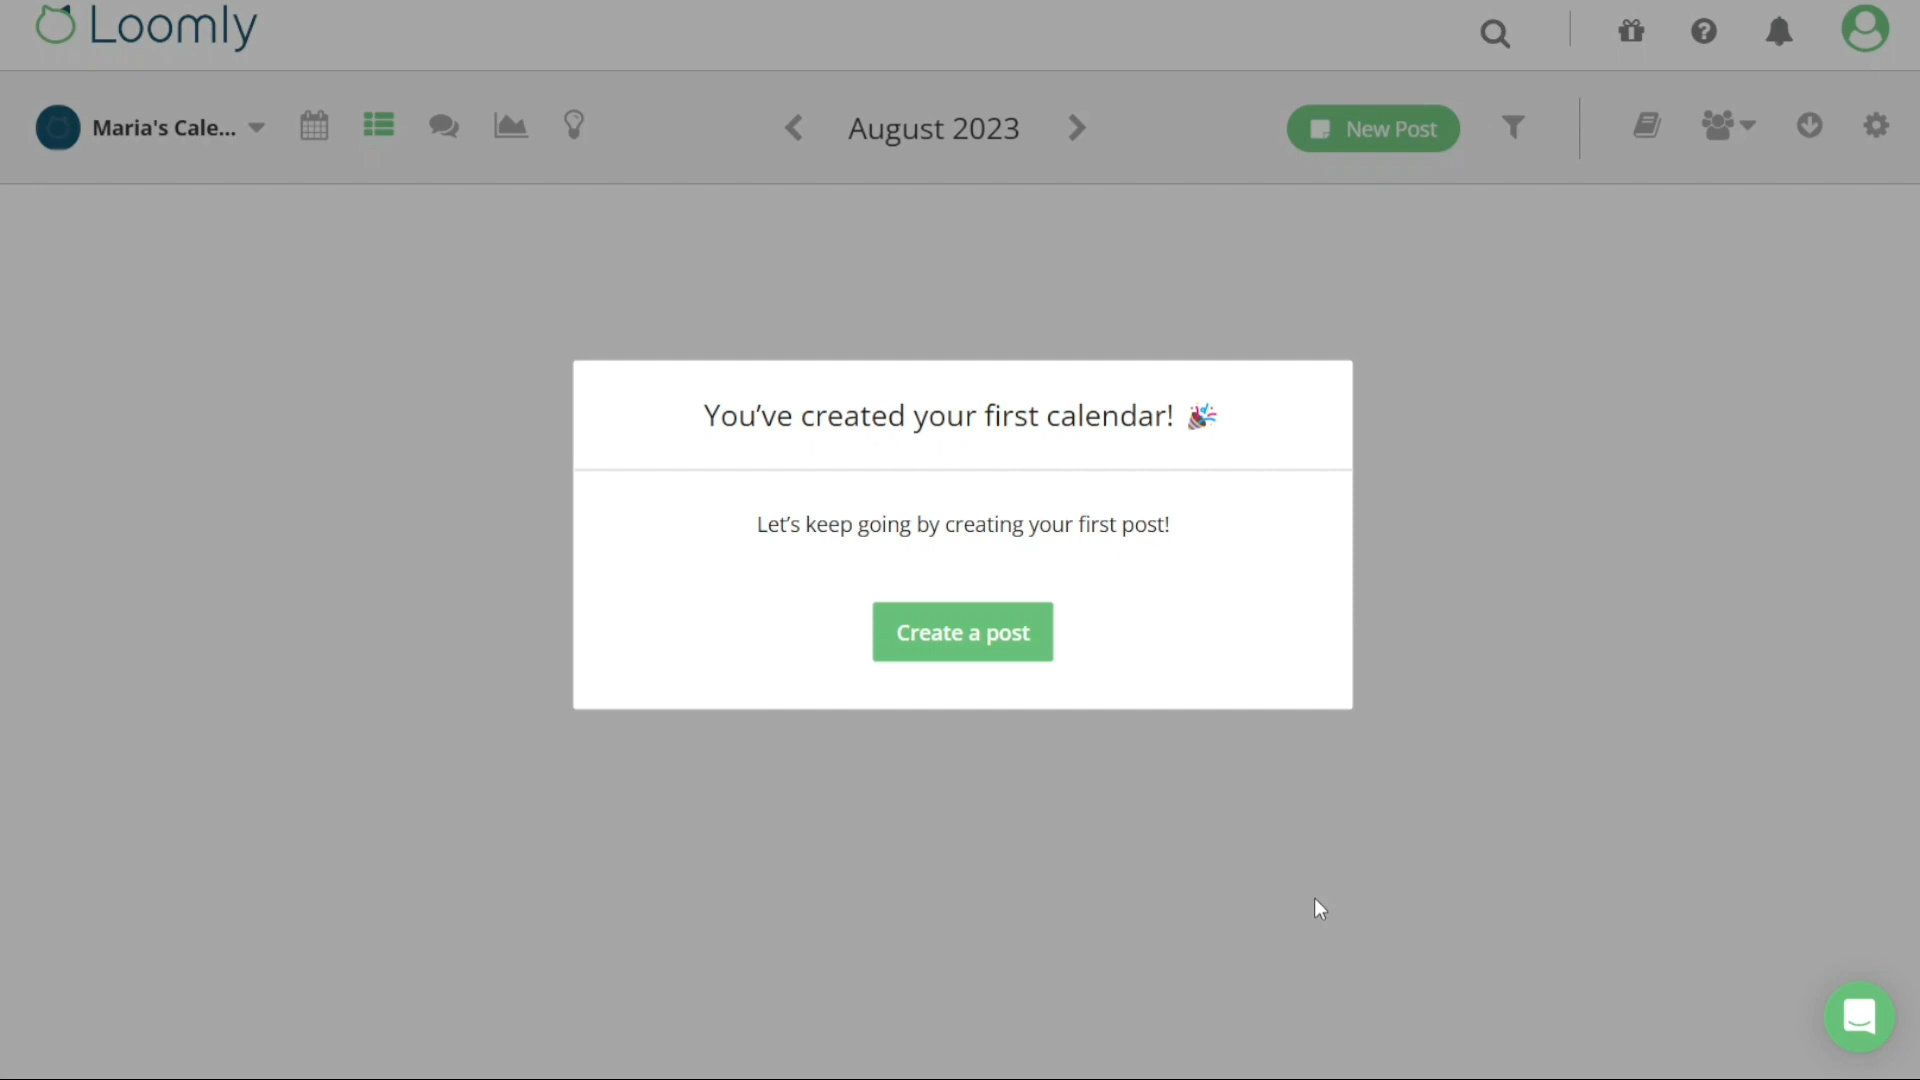 Loomly
Maria's Cale...
August 2023
New Post
You've created your first calendar! 🎉
Let's keep going by creating your first post!
Create a post